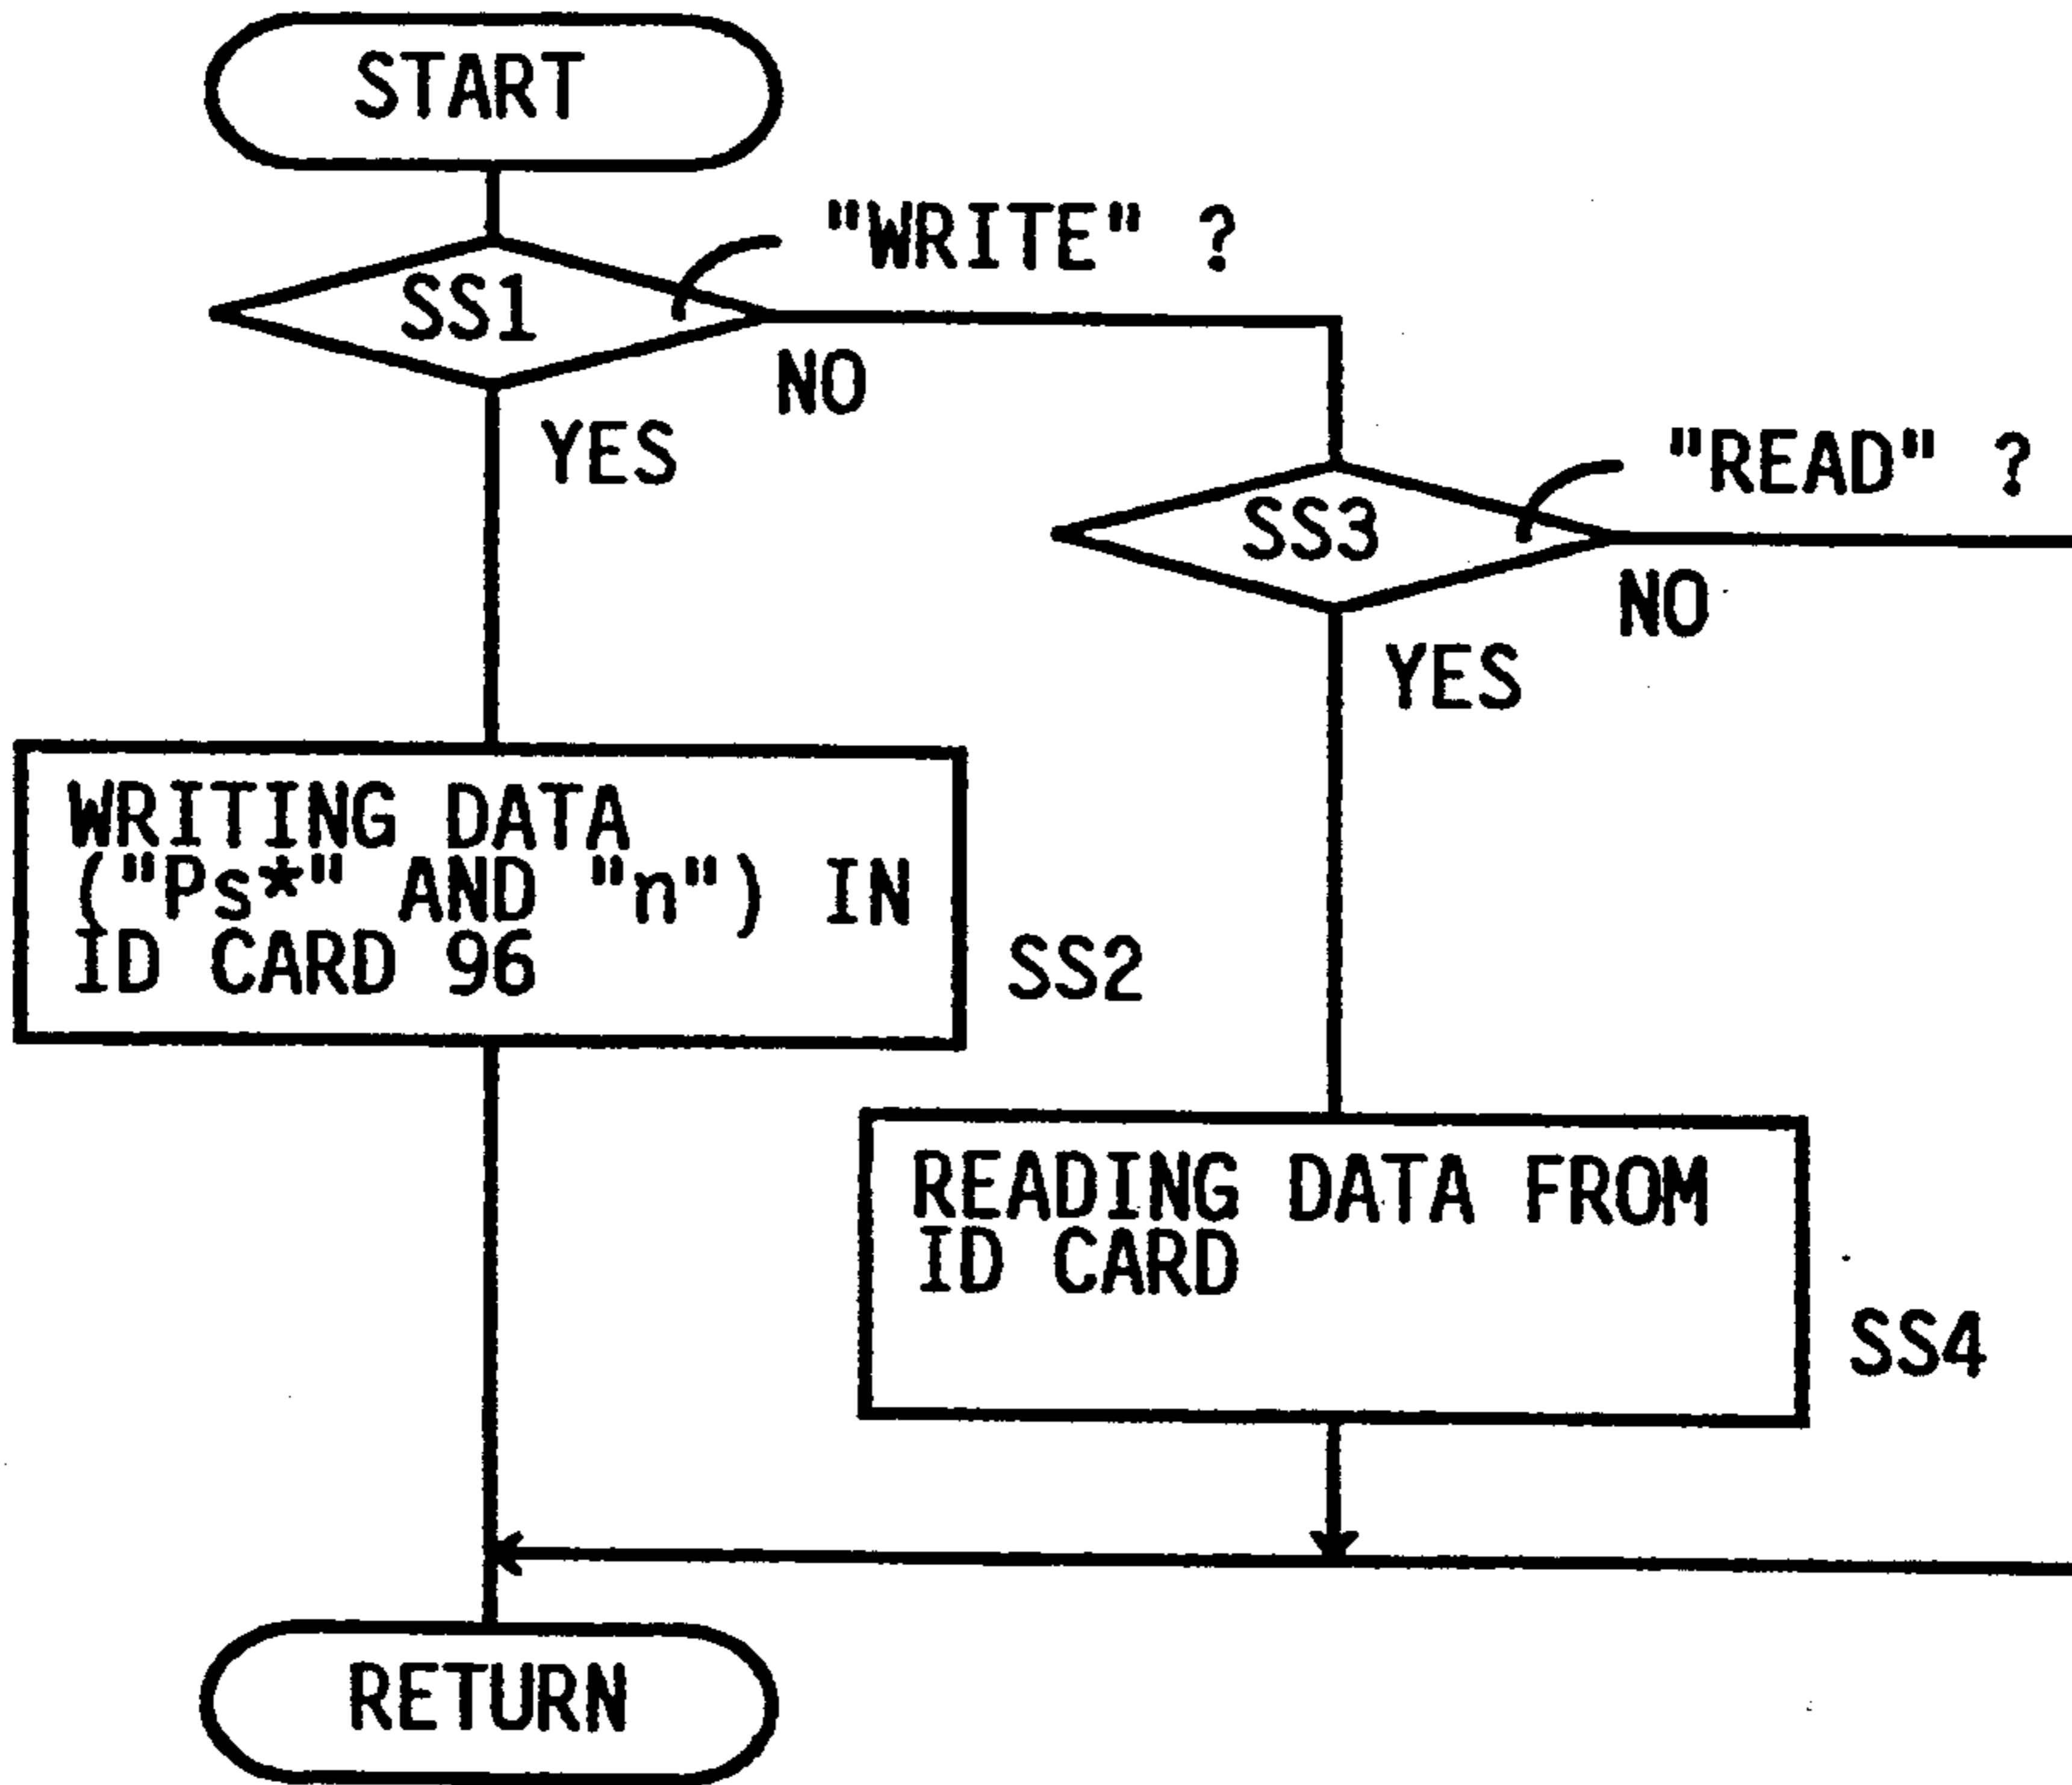 START
"WRITE" ?
SS1
NO
YES
"READ" ?
SS3
NO
YES
WRITING DATA
("Ps*" AND "n") IN
ID CARD 96
SS2
READING DATA FROM
ID CARD
SS4
RETURN